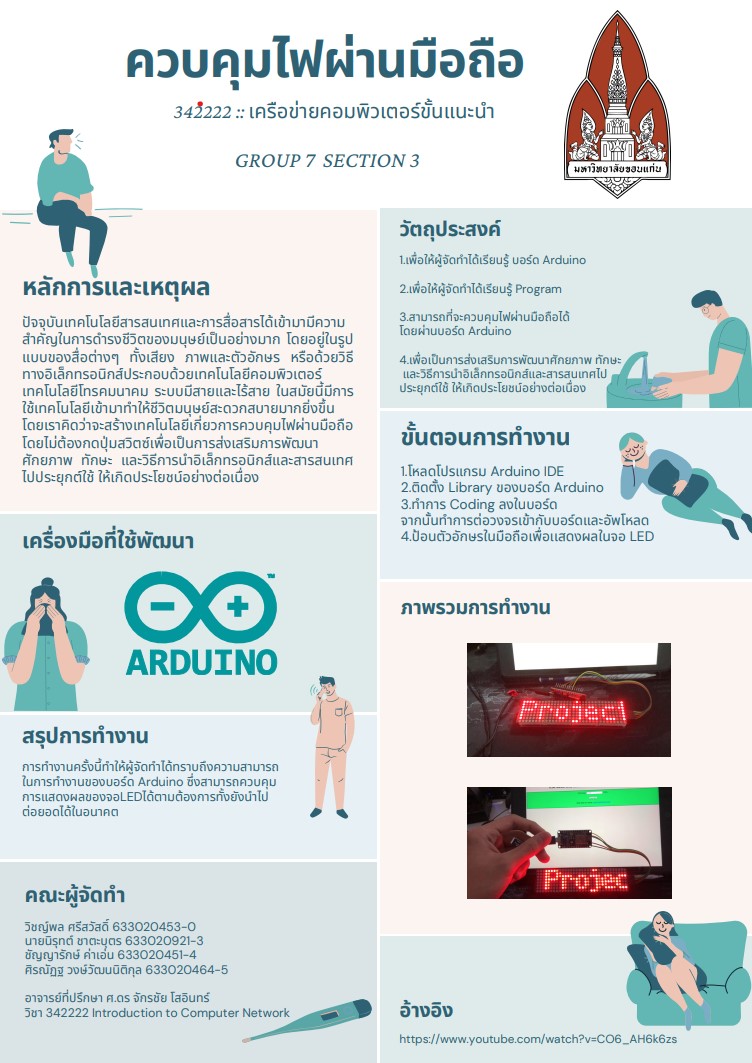 ควบคุมไฟผ่านมือถือ
342222 :: เครือข่ายคอมพิวเตอร์ขั้นแนะนำ
GROUP 7 SECTION 3
มหาวิทยาลัยขอนแก่น
หลักการและเหตุผล
ปัจจุบันเทคโนโลยีสารสนเทศและการสื่อสารได้เข้ามามีความ
สำคัญในการดำรงชีวิตของมนุษย์เป็นอย่างมาก โดยอยู่ในรูป
แบบของสื่อต่างๆ ทั้งเสียง ภาพและตัวอักษร หรือด้วยวิธี
ทางอิเล็กทรอนิกส์ประกอบด้วยเทคโนโลยีคอมพิวเตอร์
เทคโนโลยีโทรคมนาคม ระบบมีสายและไร้สาย ในสมัยนี้มีการ
ใช้เทคโนโลยีเข้ามาทำให้ชีวิตมนุษย์สะดวกสบายมากยิ่งขึ้น
โดยเราคิดว่าจะสร้างเทคโนโลยีเกี่ยวการควบคุมไฟผ่านมือถือ
โดยไม่ต้องกดปุ่มสวิตซ์เพื่อเป็นการส่งเสริมการพัฒนา
ศักยภาพ ทักษะ และวิธีการนำอิเล็กทรอนิกส์และสารสนเทศ
ไปประยุกต์ใช้ ให้เกิดประโยชน์อย่างต่อเนื่อง
เครื่องมือที่ใช้พัฒนา
ARDUINO
สรุปการทำงาน
การทำงานครั้งนี้ทำให้ผู้จัดทำได้ทราบถึงความสามารถ
ในการทำงานของบอร์ด Arduino ซึ่งสามารถควบคุม
การแสดงผลของจอLEDได้ตามต้องการทั้งยังนำไป
ต่อยอดได้ในอนาคต
คณะผู้จัดทำ
วิชญ์พล ศรีสวัสดิ์ 633020453-0
นายนิรุทต์ ชาตะบุตร 633020921-3
ชัญญารักษ์ ค่าเอ่น 633020451-4
ศิรณัฏฐ วงษ์วัฒนนิติกุล 633020464-5
อาจารย์ที่ปรึกษา ศ.ดร จักรชัย โสอินทร์
วิชา 342222 Introduction to Computer Network
วัตถุประสงค์
1.เพื่อให้ผู้จัดทำได้เรียนรู้ บอร์ด Arduino
2.เพื่อให้ผู้จัดทำได้เรียนรู้ Program
3.สามารถที่จะควบคุมไฟผ่านมือถือได้
โดยผ่านบอร์ด Arduino
4.เพื่อเป็นการส่งเสริมการพัฒนาศักยภาพ ทักษะ
และวิธีการนำอิเล็กทรอนิกส์และสารสนเทศไป
ประยุกต์ใช้ ให้เกิดประโยชน์อย่างต่อเนื่อง
ขั้นตอนการทำงาน
1.โหลดโปรแกรม Arduino IDE
2.ติดตั้ง Library ของบอร์ด Arduino
3.ทำการ Coding ลงในบอร์ด
จากนั้นทำการต่อวงจรเข้ากับบอร์ดและอัพโหลด
4.ป้อนตัวอักษรในมือถือเพื่อแสดงผลในจอ LED
ภาพรวมการทำงาน
Project
Projec
อ้างอิง
https://www.youtube.com/watch?v=CO6_AH6k6zs